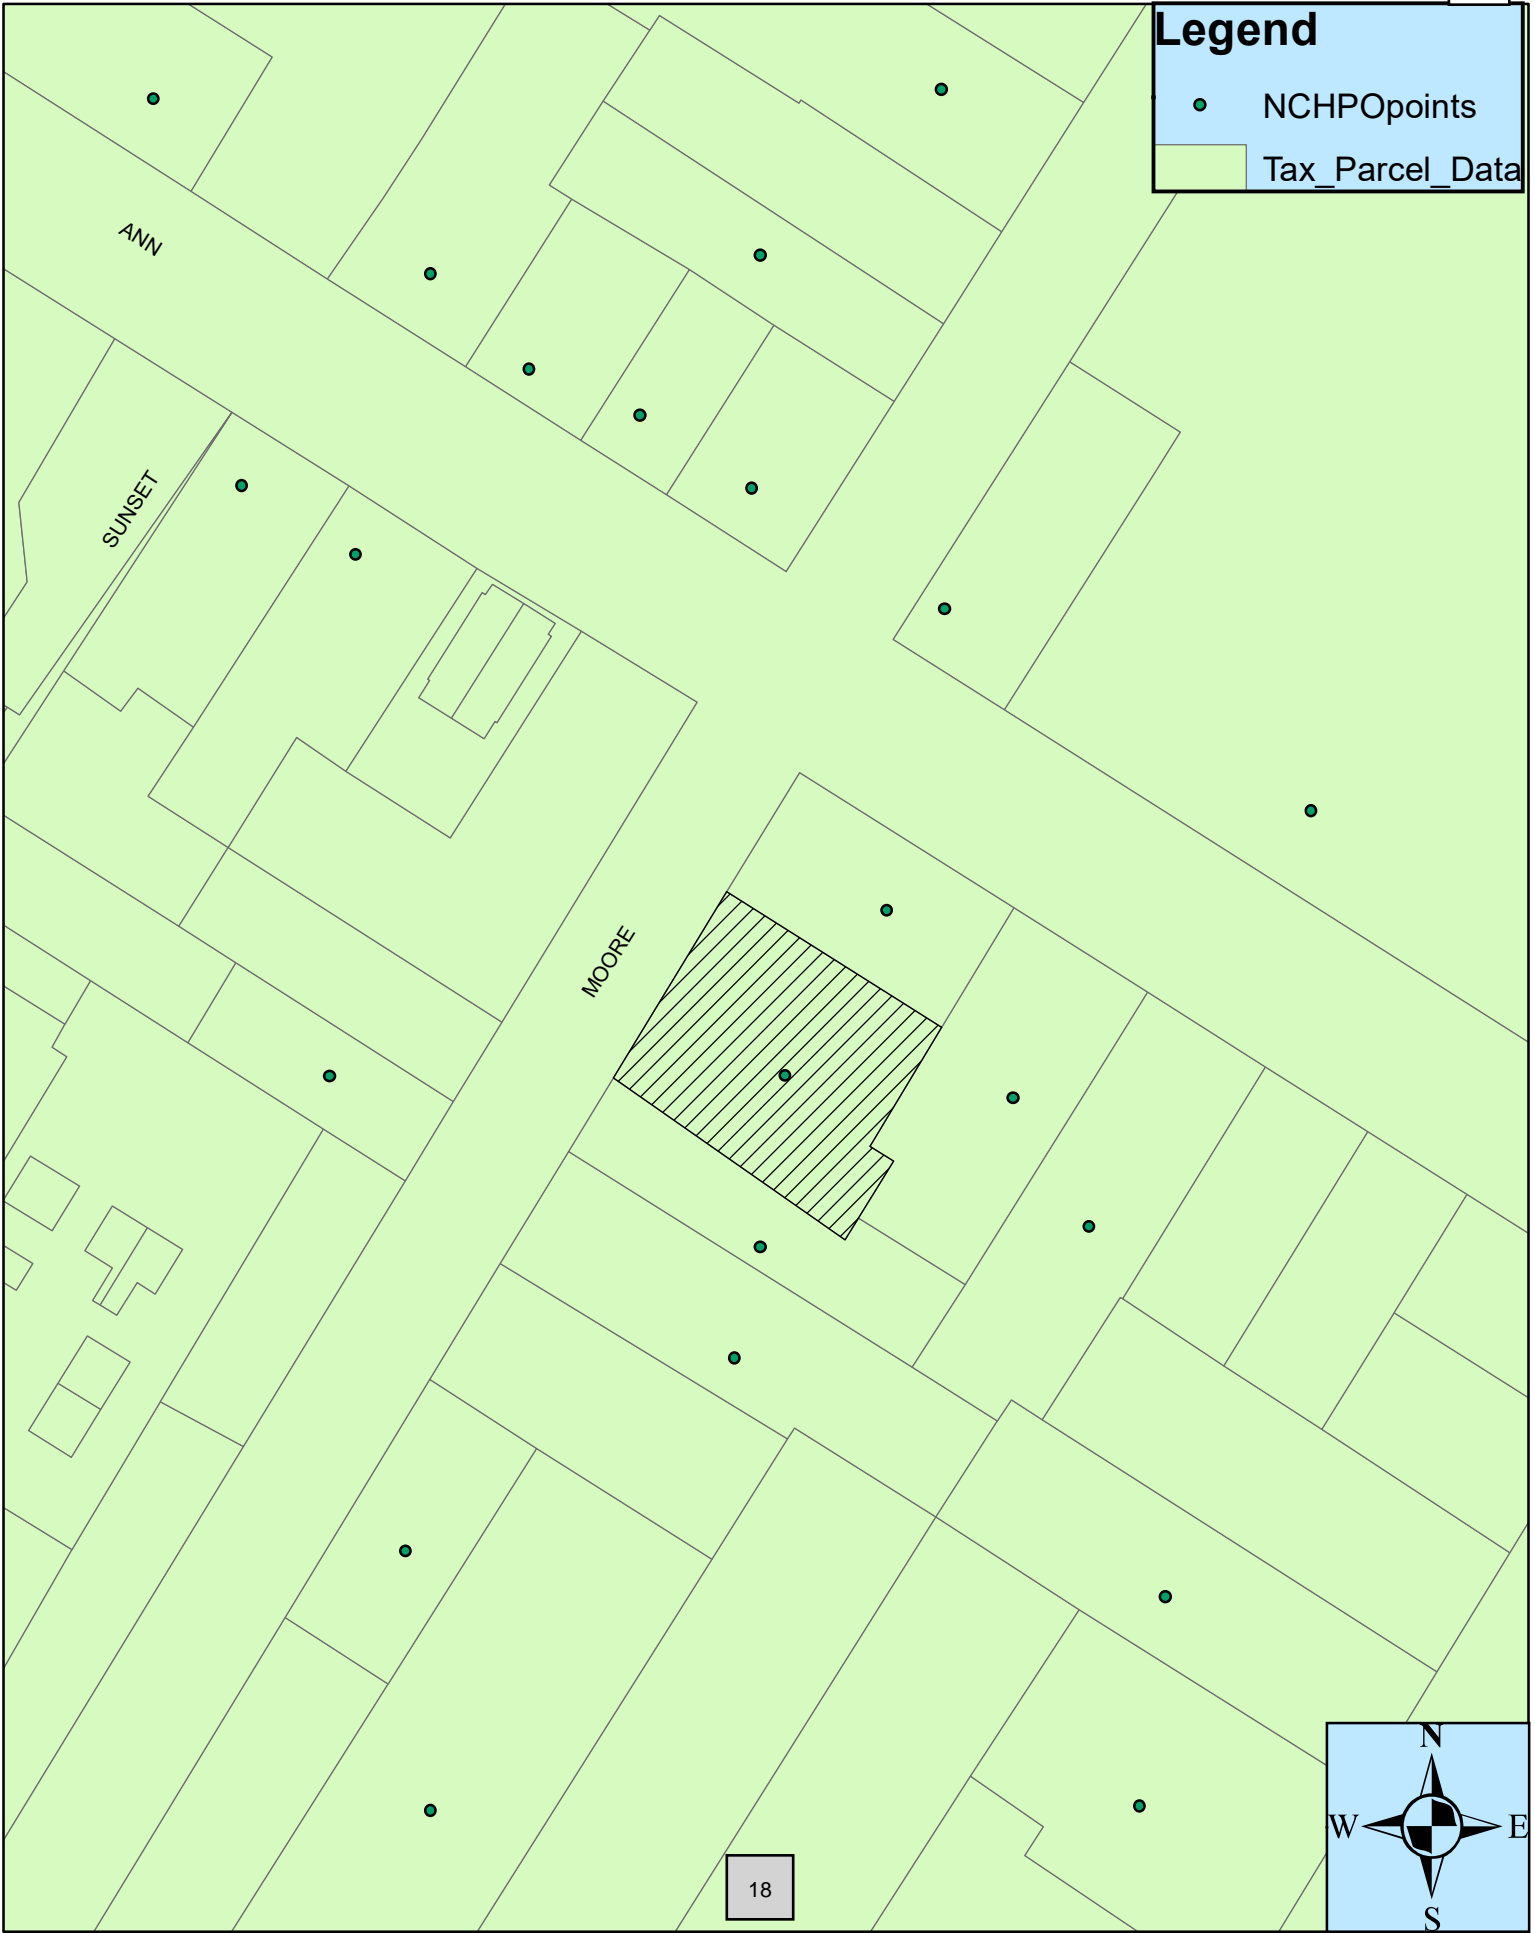 Legend
NCHPOpoints
Tax_Parcel_Data
ANN
SUNSET
MOORE
N
W
E
S
18